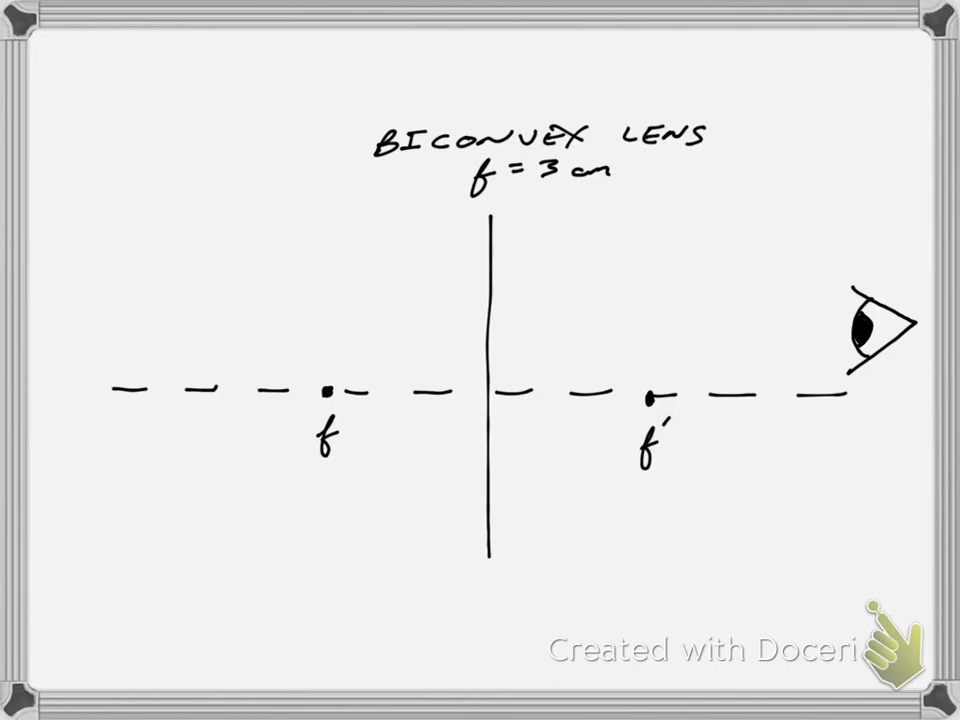 BICONVEX LENS
f = 3 cm
f
f'
Created with Doceri